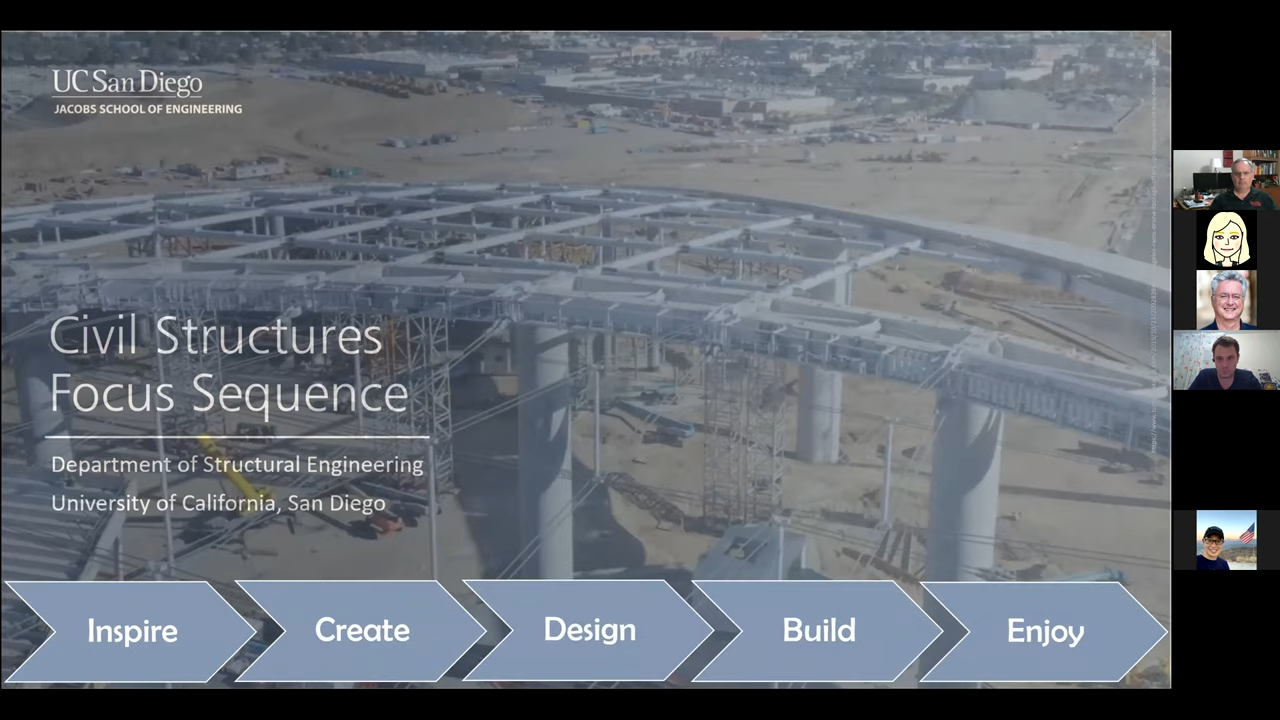 UC San Diego
JACOBS SCHOOL OF ENGINEERING
Civil Structures
Focus Sequence
Department of Structural Engineering
University of California, San Diego
Inspire
Create
Design
Build
Enjoy